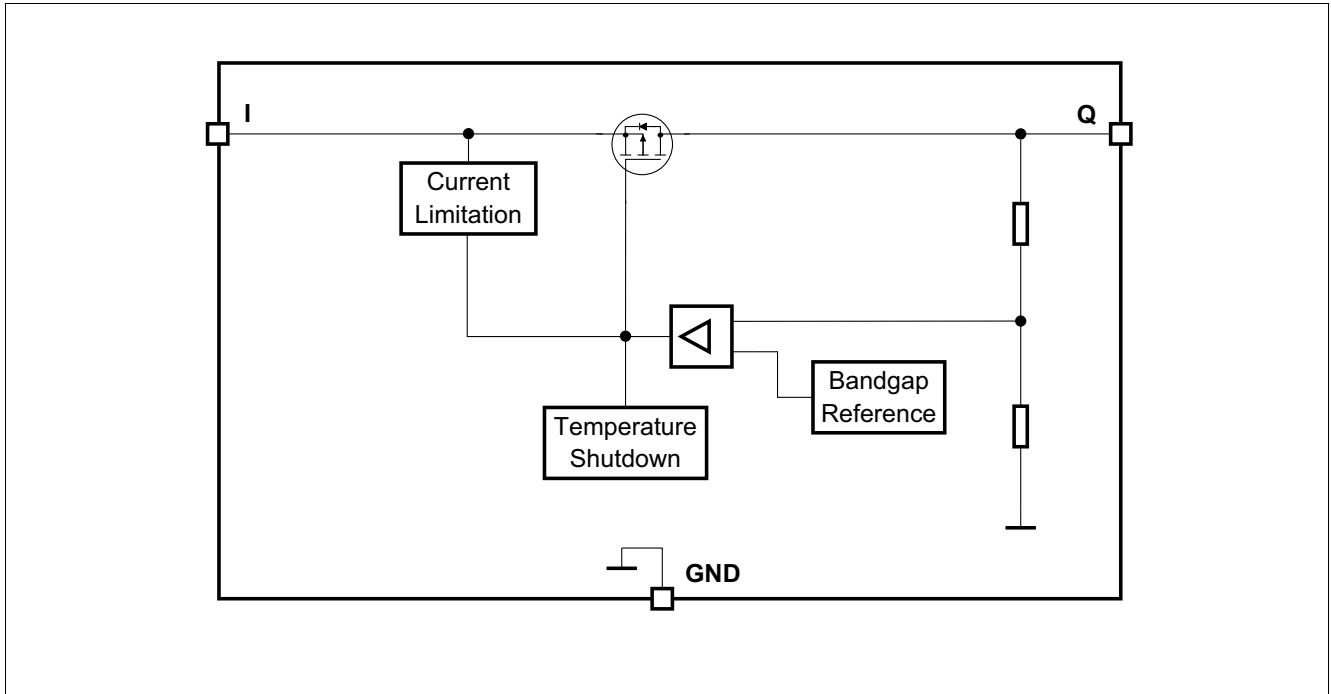 I
Q
Current
Limitation
Bandgap
Reference
Temperature
Shutdown
GND